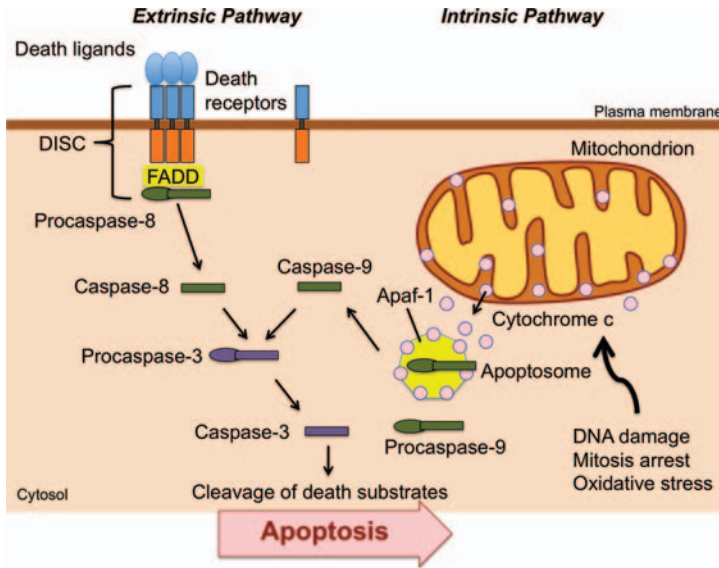 Extrinsic Pathway
Intrinsic Pathway
Death ligands
Death
receptors
Plasma membrane
DISC
Mitochondrion
FADD
Procaspase-8
Caspase-9
Caspase-8
Apaf-1
Cytochrome c
Procaspase-3
Apoptosome
Caspase-3
Procaspase-9
DNA damage
Mitosis arrest
Oxidative stress
Cytosol
Cleavage of death substrates
Apoptosis